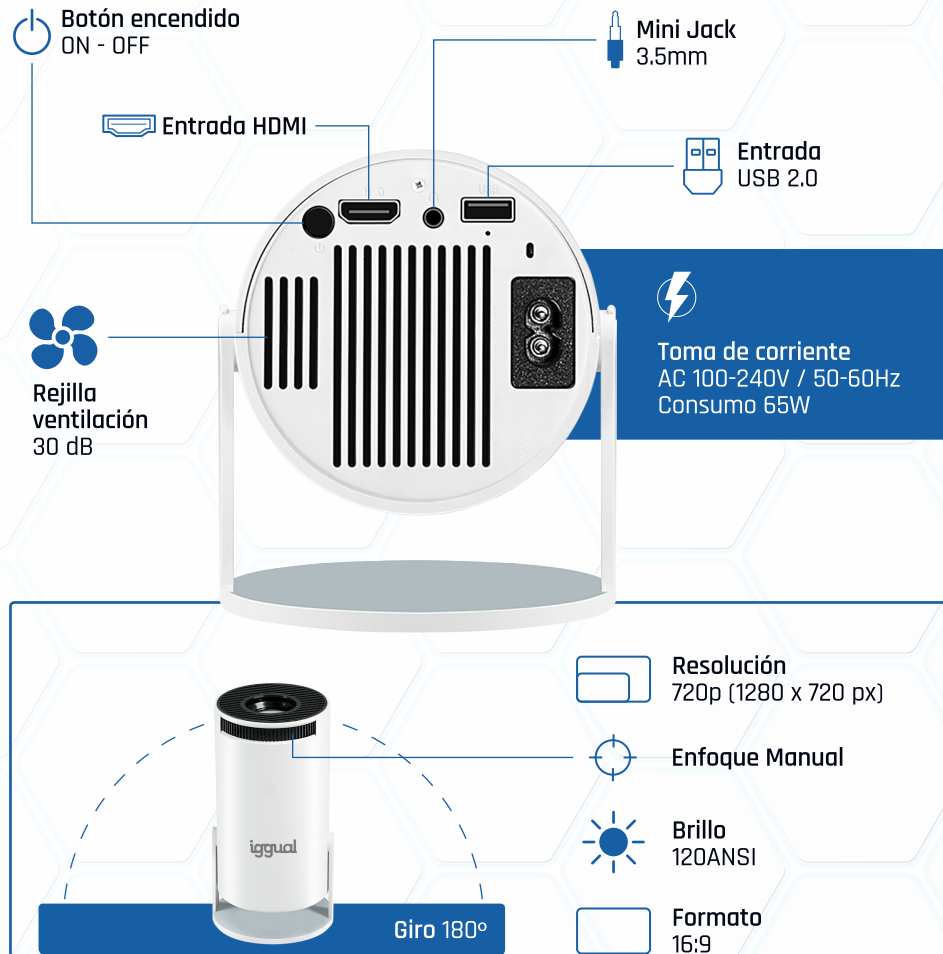 Botón encendido
ON - OFF
Mini Jack
3.5mm
Entrada HDMI
Entrada
USB 2.0
USB
Toma de corriente
AC 100-240V / 50-60Hz
Consumo 65W
Rejilla
ventilación
30 dB
Resolución
720p (1280 x 720 px)
Enfoque Manual
iggual
Brillo
120ANSI
Giro 180º
Formato
16:9